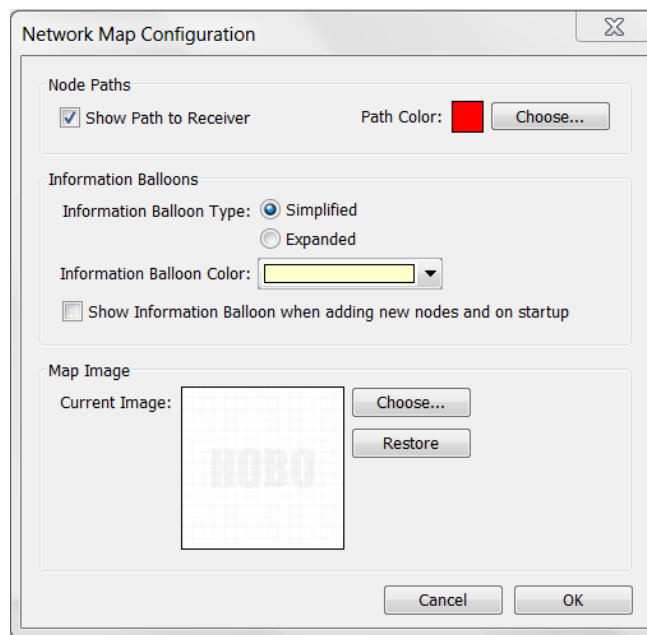 Network Map Configuration
Node Paths
Show Path to Receiver
Path Color:
Choose...
Information Balloons
Information Balloon Type:
Simplified
Expanded
Information Balloon Color:
Show Information Balloon when adding new nodes and on startup
Map Image
Current Image:
HOBO
Choose...
Restore
Cancel
OK